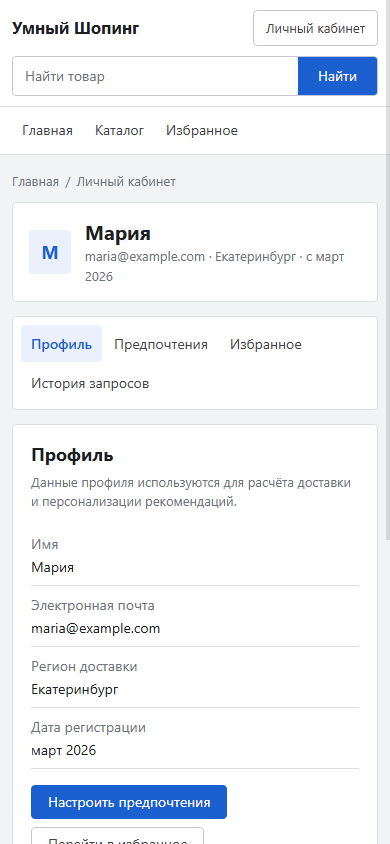 Умный Шопинг
Личный кабинет
Найти товар
Найти
Главная Каталог Избранное
Главная / Личный кабинет
М
Мария
maria@example.com · Екатеринбург · с март
2026
Профиль Предпочтения Избранное
История запросов
Профиль
Данные профиля используются для расчёта доставки
и персонализации рекомендаций.
Имя
Мария
Электронная почта
maria@example.com
Регион доставки
Екатеринбург
Дата регистрации
март 2026
Настроить предпочтения
Перейти в избранное